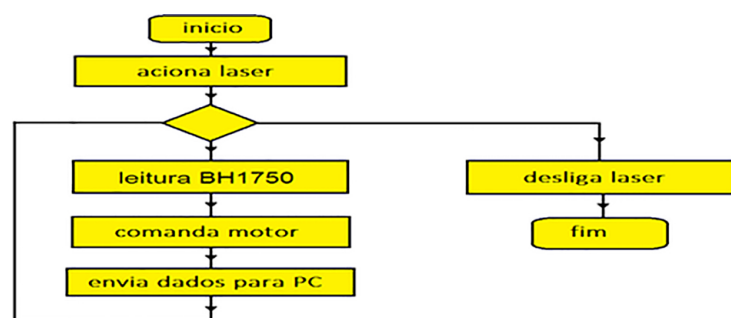 inicio
aciona laser
leitura BH1750
desliga laser
comanda motor
fim
envia dados para PC